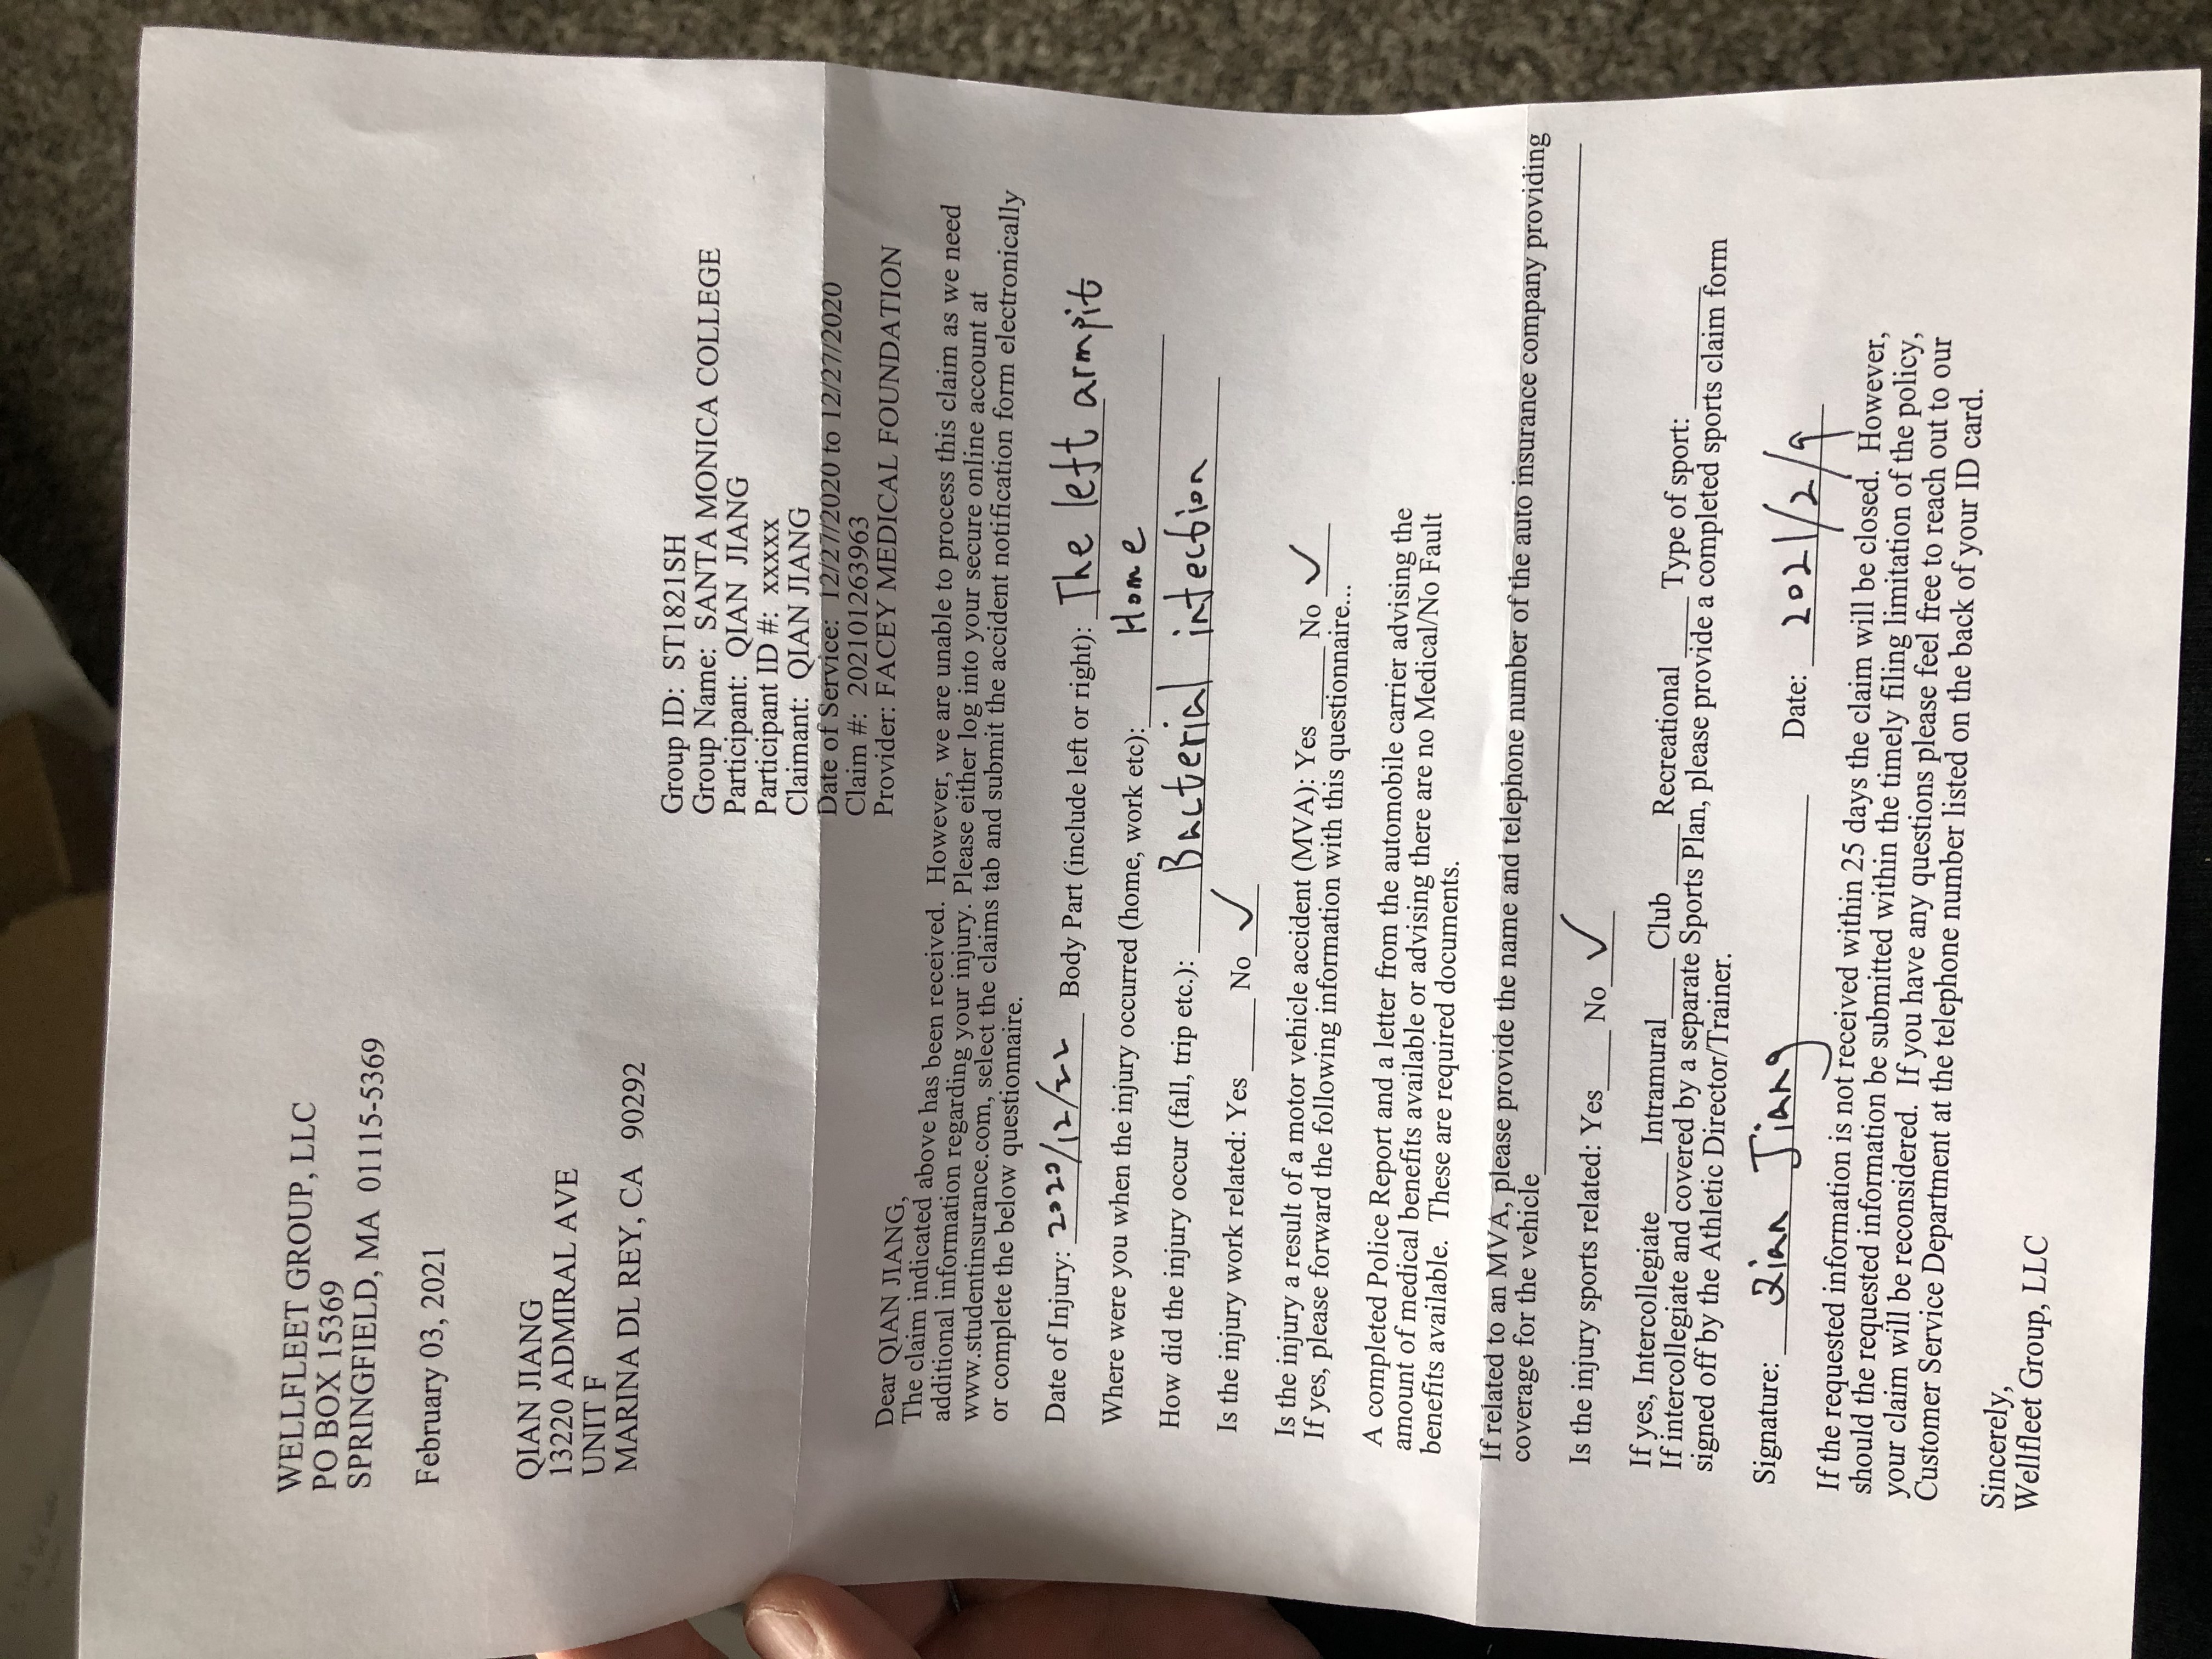 WELLFLEET GROUP, LLC
PO BOX 15369
SPRINGFIELD, MA 01115-5369
February 03, 2021
QIAN JIANG
13220 ADMIRAL AVE
UNIT F
MARINA DL REY, CA 90292
Group ID: ST1821SH
Group Name: SANTA MONICA COLLEGE
Participant: QIAN JIANG
Participant ID #: xxxxx
Claimant: QIAN JIANG
Date of Service: 12/27/2020 to 12/27/2020
Claim #: 202101263963
Provider: FACEY MEDICAL FOUNDATION
Dear QIAN JIANG,
The claim indicated above has been received. However, we are unable to process this claim as we need
additional information regarding your injury. Please either log into your secure online account at
www.studentinsurance.com, select the claims tab and submit the accident notification form electronically
or complete the below questionnaire.
Date of Injury: 2020/12/22 Body Part (include left or right): The left armpit
Where were you when the injury occurred (home, work etc): Home
How did the injury occur (fall, trip etc.): Bacterial infection
Is the injury work related: Yes ____ No ✓
Is the injury a result of a motor vehicle accident (MVA): Yes ____ No ✓
If yes, please forward the following information with this questionnaire...
A completed Police Report and a letter from the automobile carrier advising the
amount of medical benefits available or advising there are no Medical/No Fault
benefits available. These are required documents.
If related to an MVA, please provide the name and telephone number of the auto insurance company providing
coverage for the vehicle____
Is the injury sports related: Yes____ No ✓
If yes, Intercollegiate____ Intramural____ Club ____ Recreational ____ Type of sport: ____
If intercollegiate and covered by a separate Sports Plan, please provide a completed sports claim form
signed off by the Athletic Director/Trainer.
Signature: Qian Jiang Date: 2021/2/9
If the requested information is not received within 25 days the claim will be closed. However,
should the requested information be submitted within the timely filing limitation of the policy,
your claim will be reconsidered. If you have any questions please feel free to reach out to our
Customer Service Department at the telephone number listed on the back of your ID card.
Sincerely,
Wellfleet Group, LLC